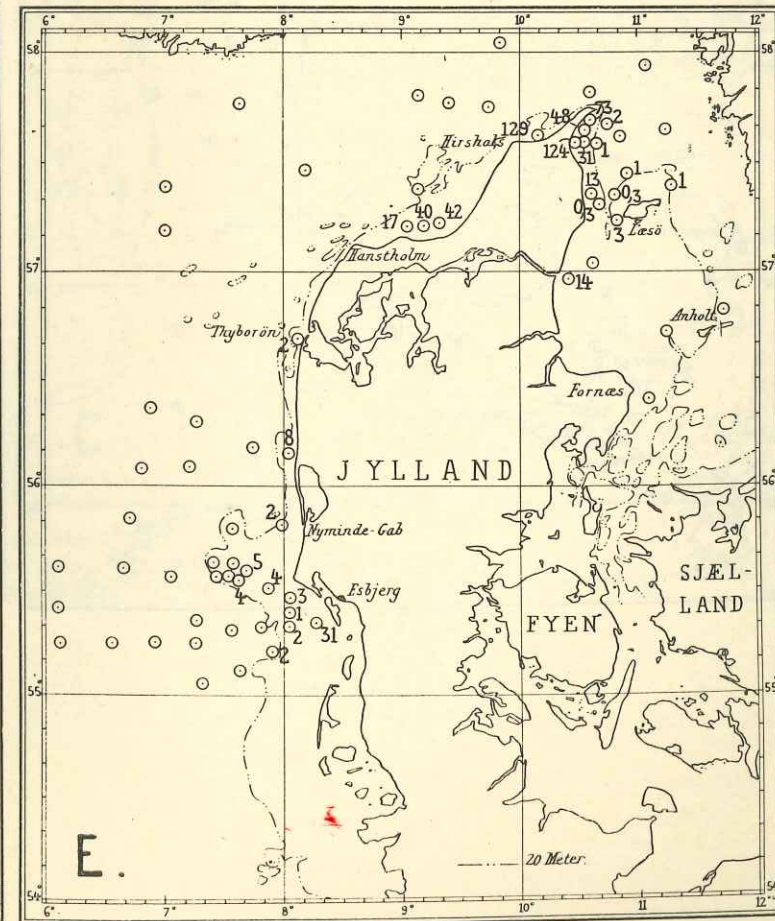 6° 7° 8° 9° 10° 11° 12°
58° 58°
73
48 2
129
Hirshals
124 31 1
1
13 1
0 3
0 3
17 40 42
3 Læsö
Hanstholm
57° 57°
14
Anholt
Thyborön
2
Fornæs
8
JYLLAND
56° 56°
2
Nyminde-Gab
5
4 4
Esbjerg
3
1
31
2
2
SJÆL-
LAND
FYEN
55° 55°
E.
20 Meter.
54° 54°
6° 7° 8° 9° 10° 11° 12°